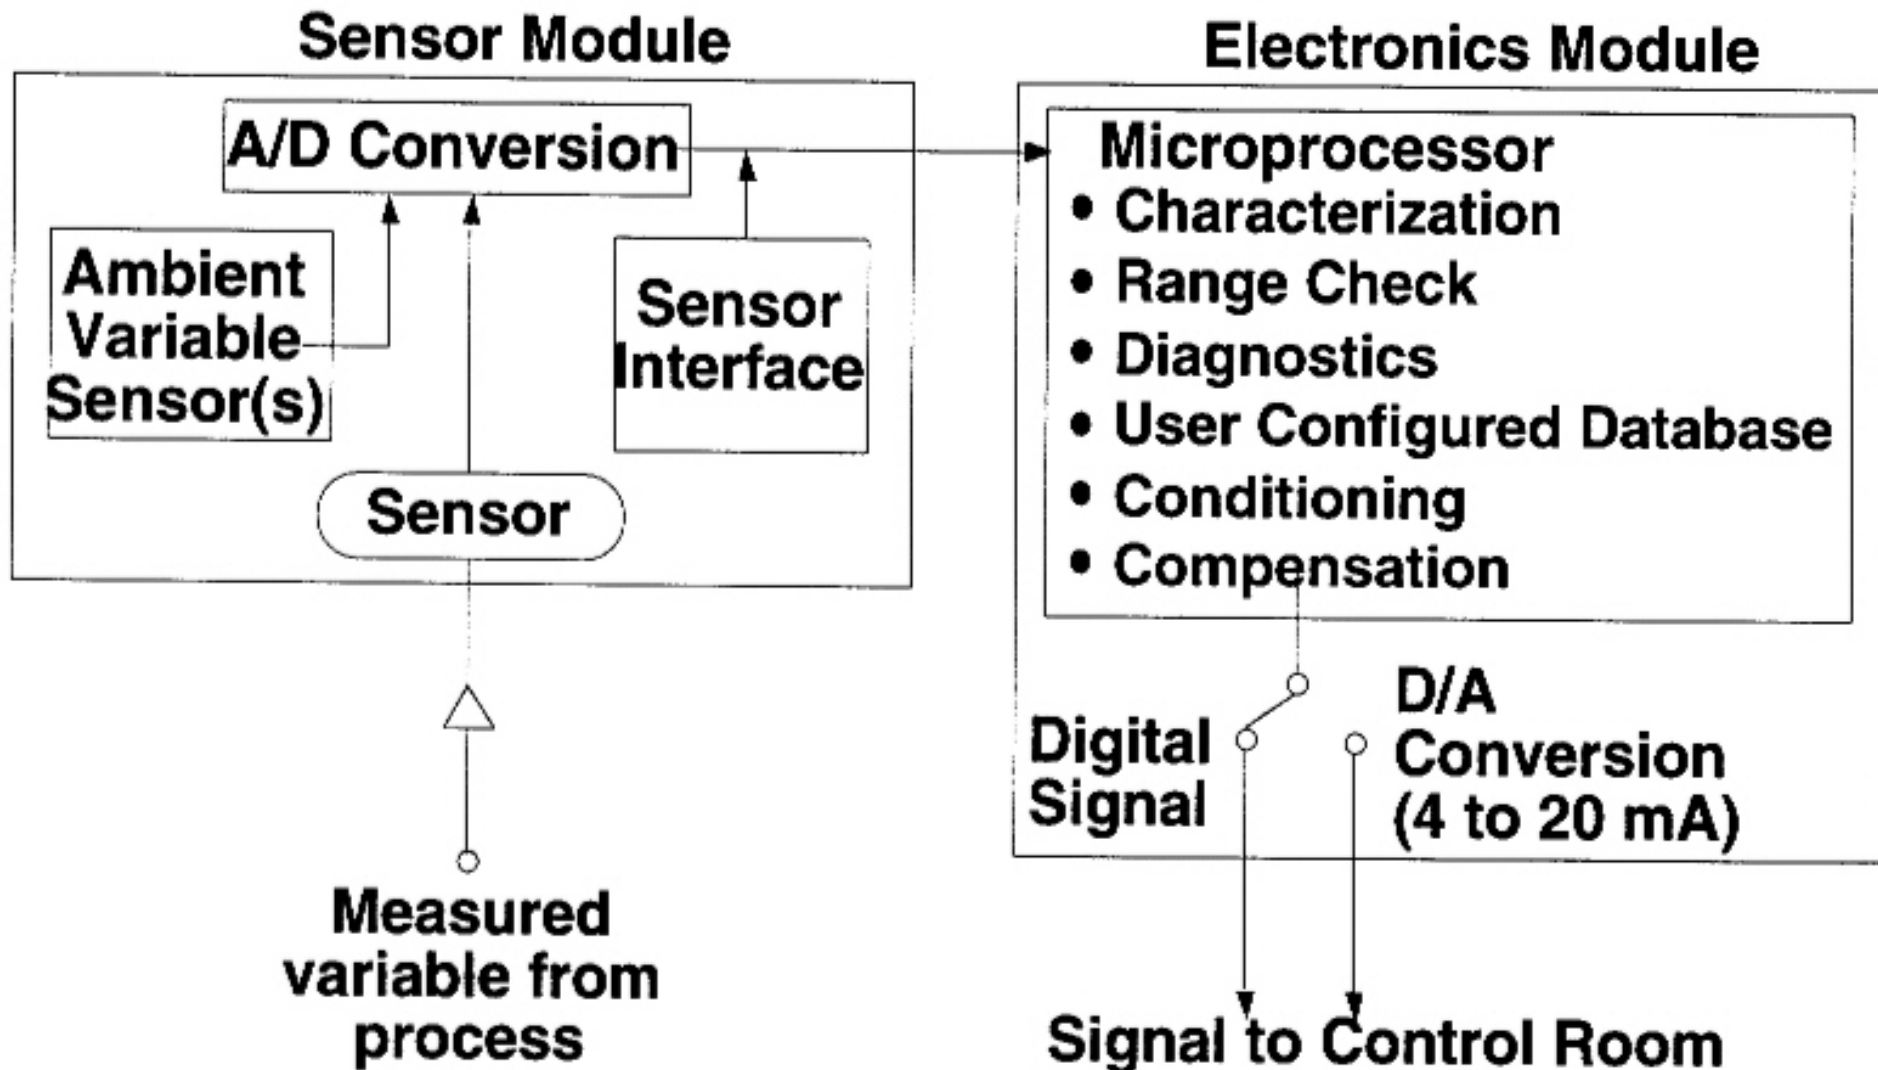 Sensor Module
A/D Conversion
Ambient
Variable
Sensor(s)
Sensor
Interface
Sensor
Measured
variable from
process
Electronics Module
Microprocessor
• Characterization
• Range Check
• Diagnostics
• User Configured Database
• Conditioning
• Compensation
Digital
Signal
D/A
Conversion
(4 to 20 mA)
Signal to Control Room